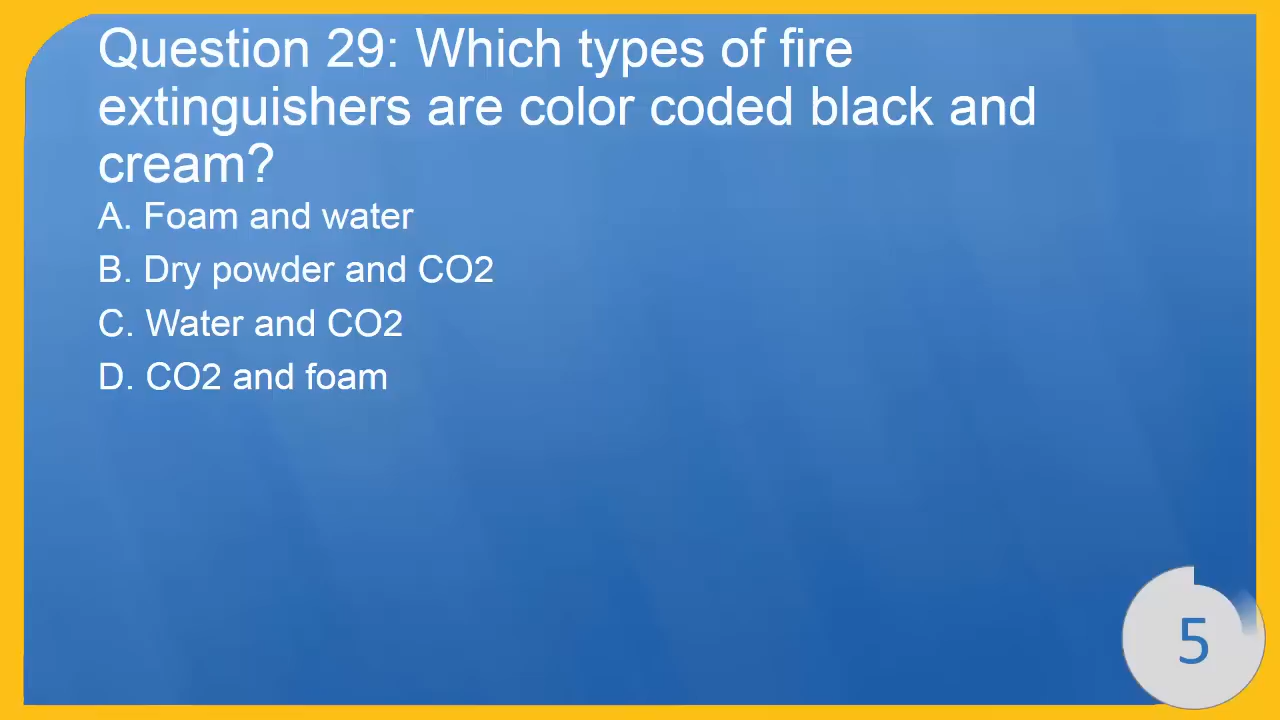 Question 29: Which types of fire
extinguishers are color coded black and
cream?
A. Foam and water
B. Dry powder and CO2
C. Water and CO2
D. CO2 and foam
5